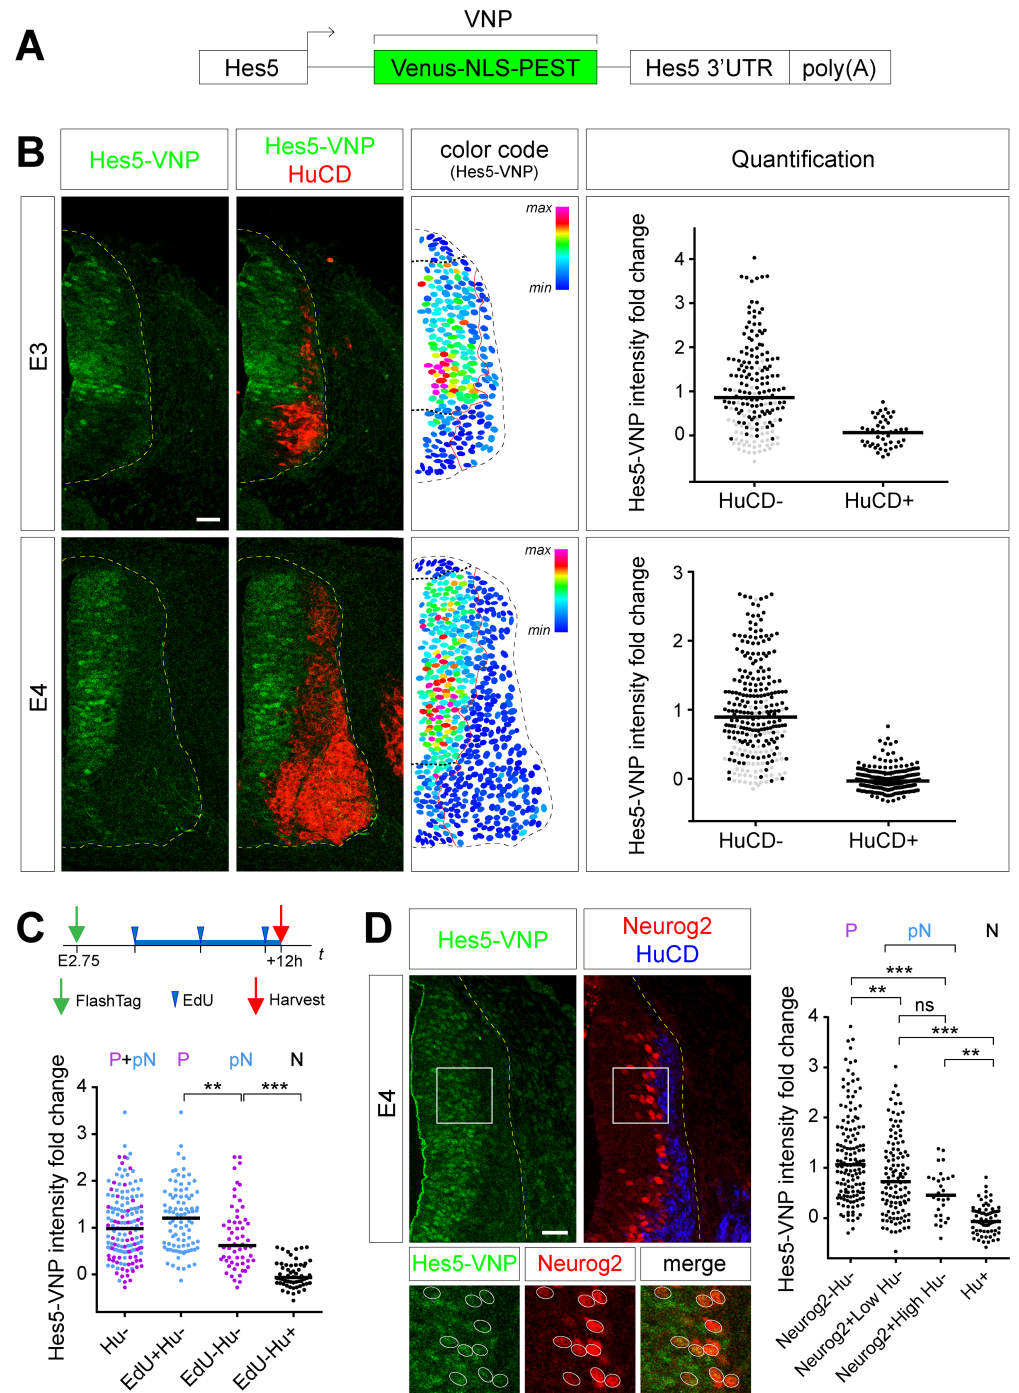 A
VNP
Hes5
Venus-NLS-PEST
Hes5 3'UTR
poly(A)
B
Hes5-VNP
Hes5-VNP
HuCD
color code
(Hes5-VNP)
Quantification
E3
max
min
Hes5-VNP intensity fold change
4
3
2
1
0
HuCD-
HuCD+
E4
max
min
Hes5-VNP intensity fold change
3
2
1
0
HuCD-
HuCD+
C
E2.75
+12h
t
FlashTag
EdU
Harvest
P+pN
P
pN
N
**
***
Hes5-VNP intensity fold change
4
3
2
1
0
Hu-
EdU+Hu-
EdU-Hu-
EdU-Hu+
D
Hes5-VNP
Neurog2
HuCD
E4
Hes5-VNP
Neurog2
merge
P
pN
N
***
**
ns
***
**
Hes5-VNP intensity fold change
4
3
2
1
0
Neurog2-Hu-
Neurog2+Low Hu-
Neurog2+High Hu-
Hu+